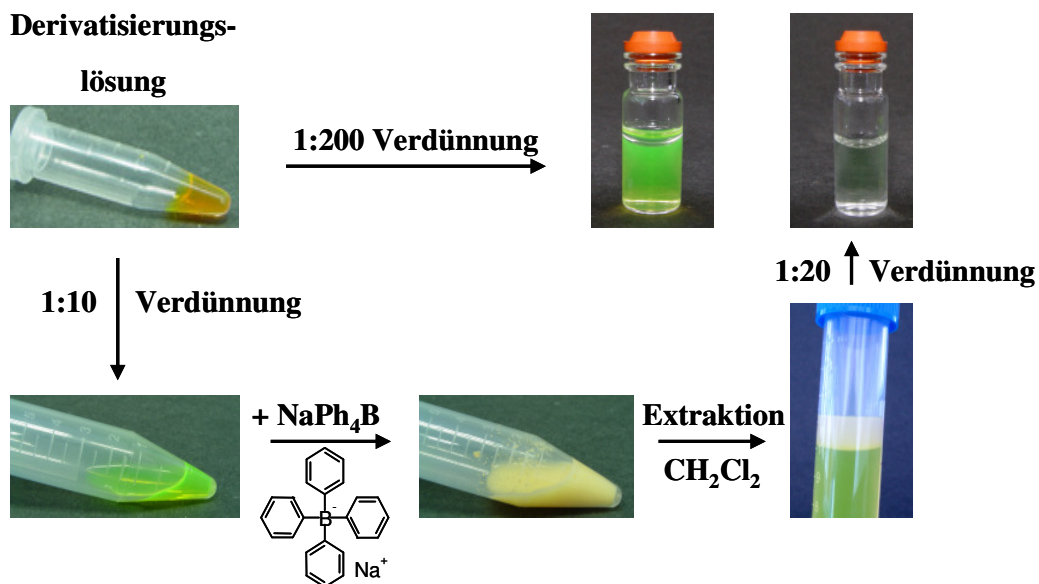 Derivatisierungs-
lösung
1:200 Verdünnung
1:10 Verdünnung
1:20 Verdünnung
+ NaPh₄B
B⁻
Na⁺
Extraktion
CH₂Cl₂